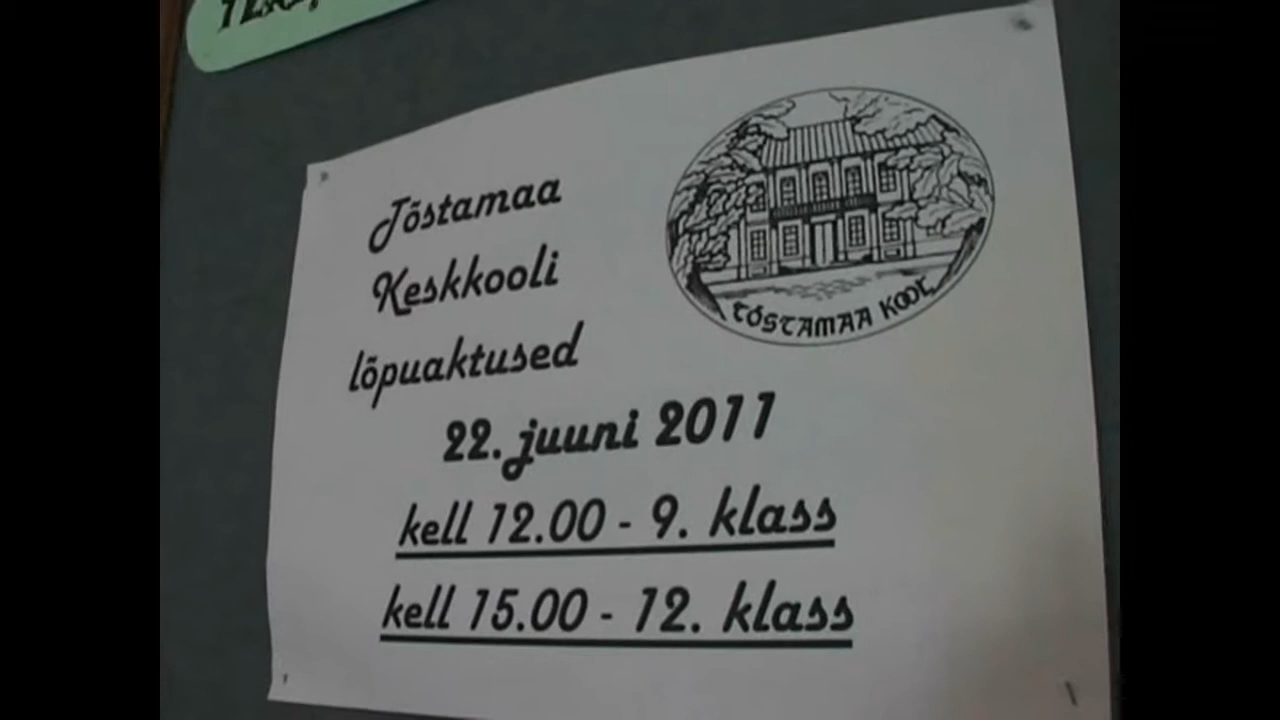 Tõstamaa
Keskkooli
lõpuaktused
22. juuni 2011
kell 12.00 - 9. klass
kell 15.00 - 12. klass
TÕSTAMAA KOOL